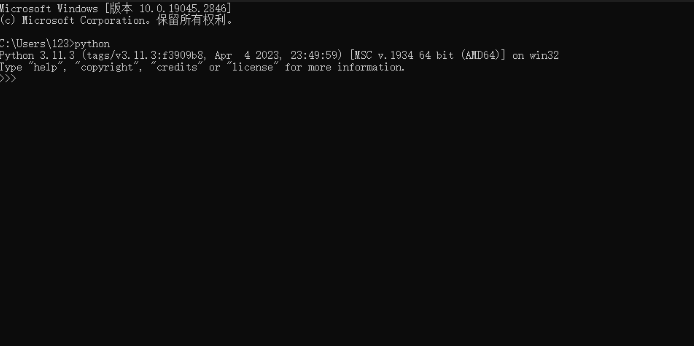 Microsoft Windows [版本 10.0.19045.2846]
(c) Microsoft Corporation。保留所有权利。
C:\Users\123>python
Python 3.11.3 (tags/v3.11.3:f3909b8, Apr  4 2023, 23:49:59) [MSC v.1934 64 bit (AMD64)] on win32
Type "help", "copyright", "credits" or "license" for more information.
>>>